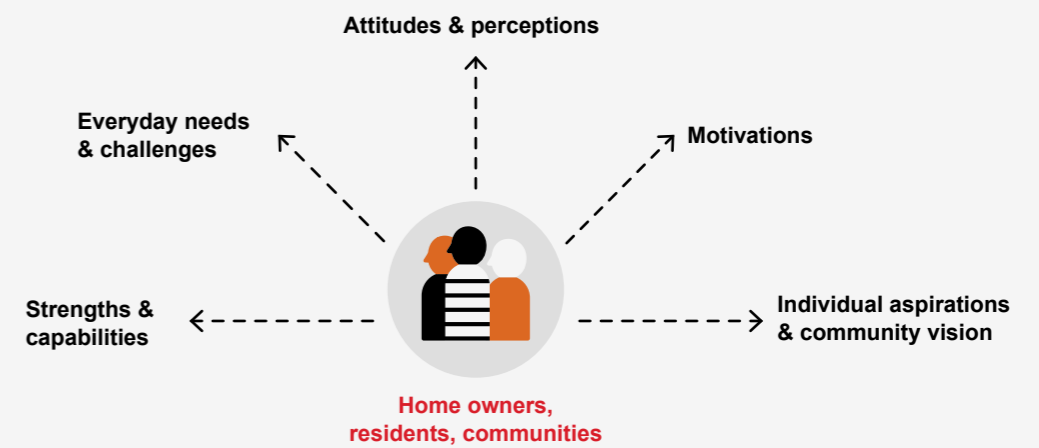 Attitudes & perceptions
Everyday needs
& challenges
Motivations
Strengths &
capabilities
Individual aspirations
& community vision
Home owners,
residents, communities